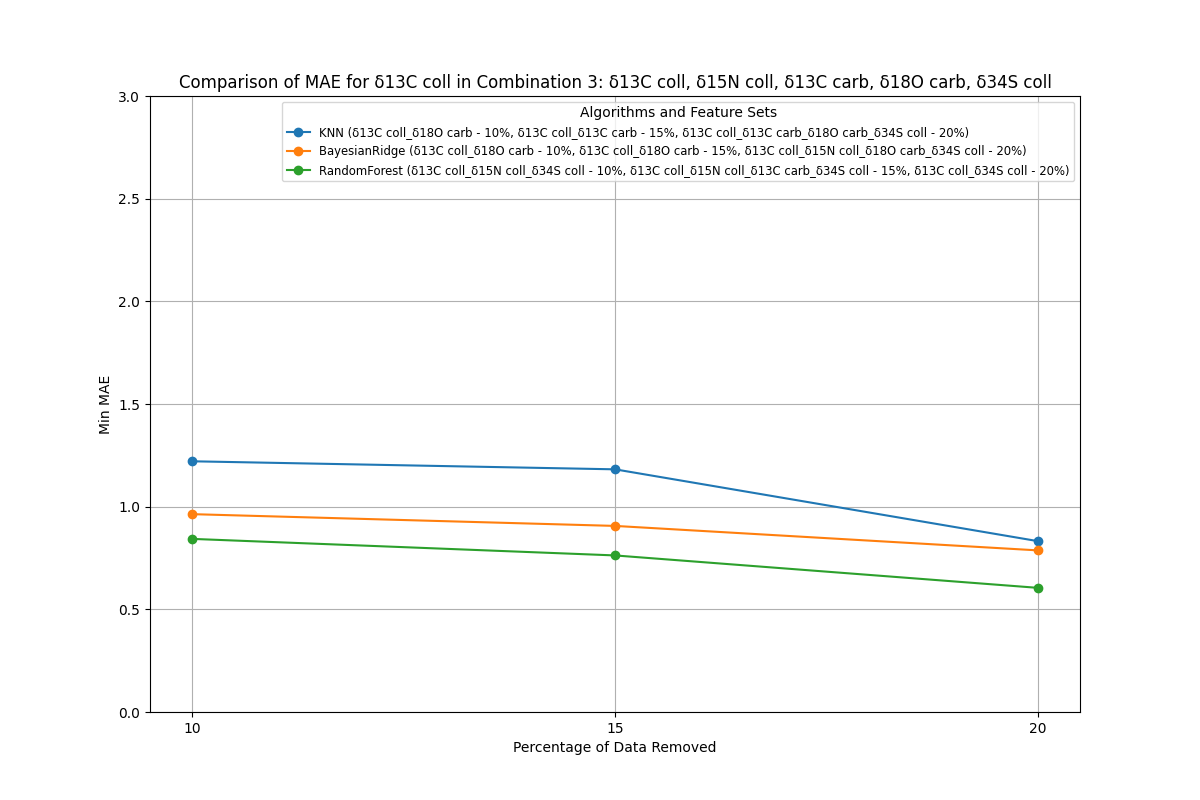 Comparison of MAE for δ13C coll in Combination 3: δ13C coll, δ15N coll, δ13C carb, δ18O carb, δ34S coll
Algorithms and Feature Sets
KNN (δ13C coll_δ18O carb - 10%, δ13C coll_δ13C carb - 15%, δ13C coll_δ13C carb_δ18O carb_δ34S coll - 20%)
BayesianRidge (δ13C coll_δ18O carb - 10%, δ13C coll_δ18O carb - 15%, δ13C coll_δ15N coll_δ18O carb_δ34S coll - 20%)
RandomForest (δ13C coll_δ15N coll_δ34S coll - 10%, δ13C coll_δ15N coll_δ13C carb_δ34S coll - 15%, δ13C coll_δ34S coll - 20%)
3.0
2.5
2.0
1.5
1.0
0.5
0.0
Min MAE
10
15
20
Percentage of Data Removed